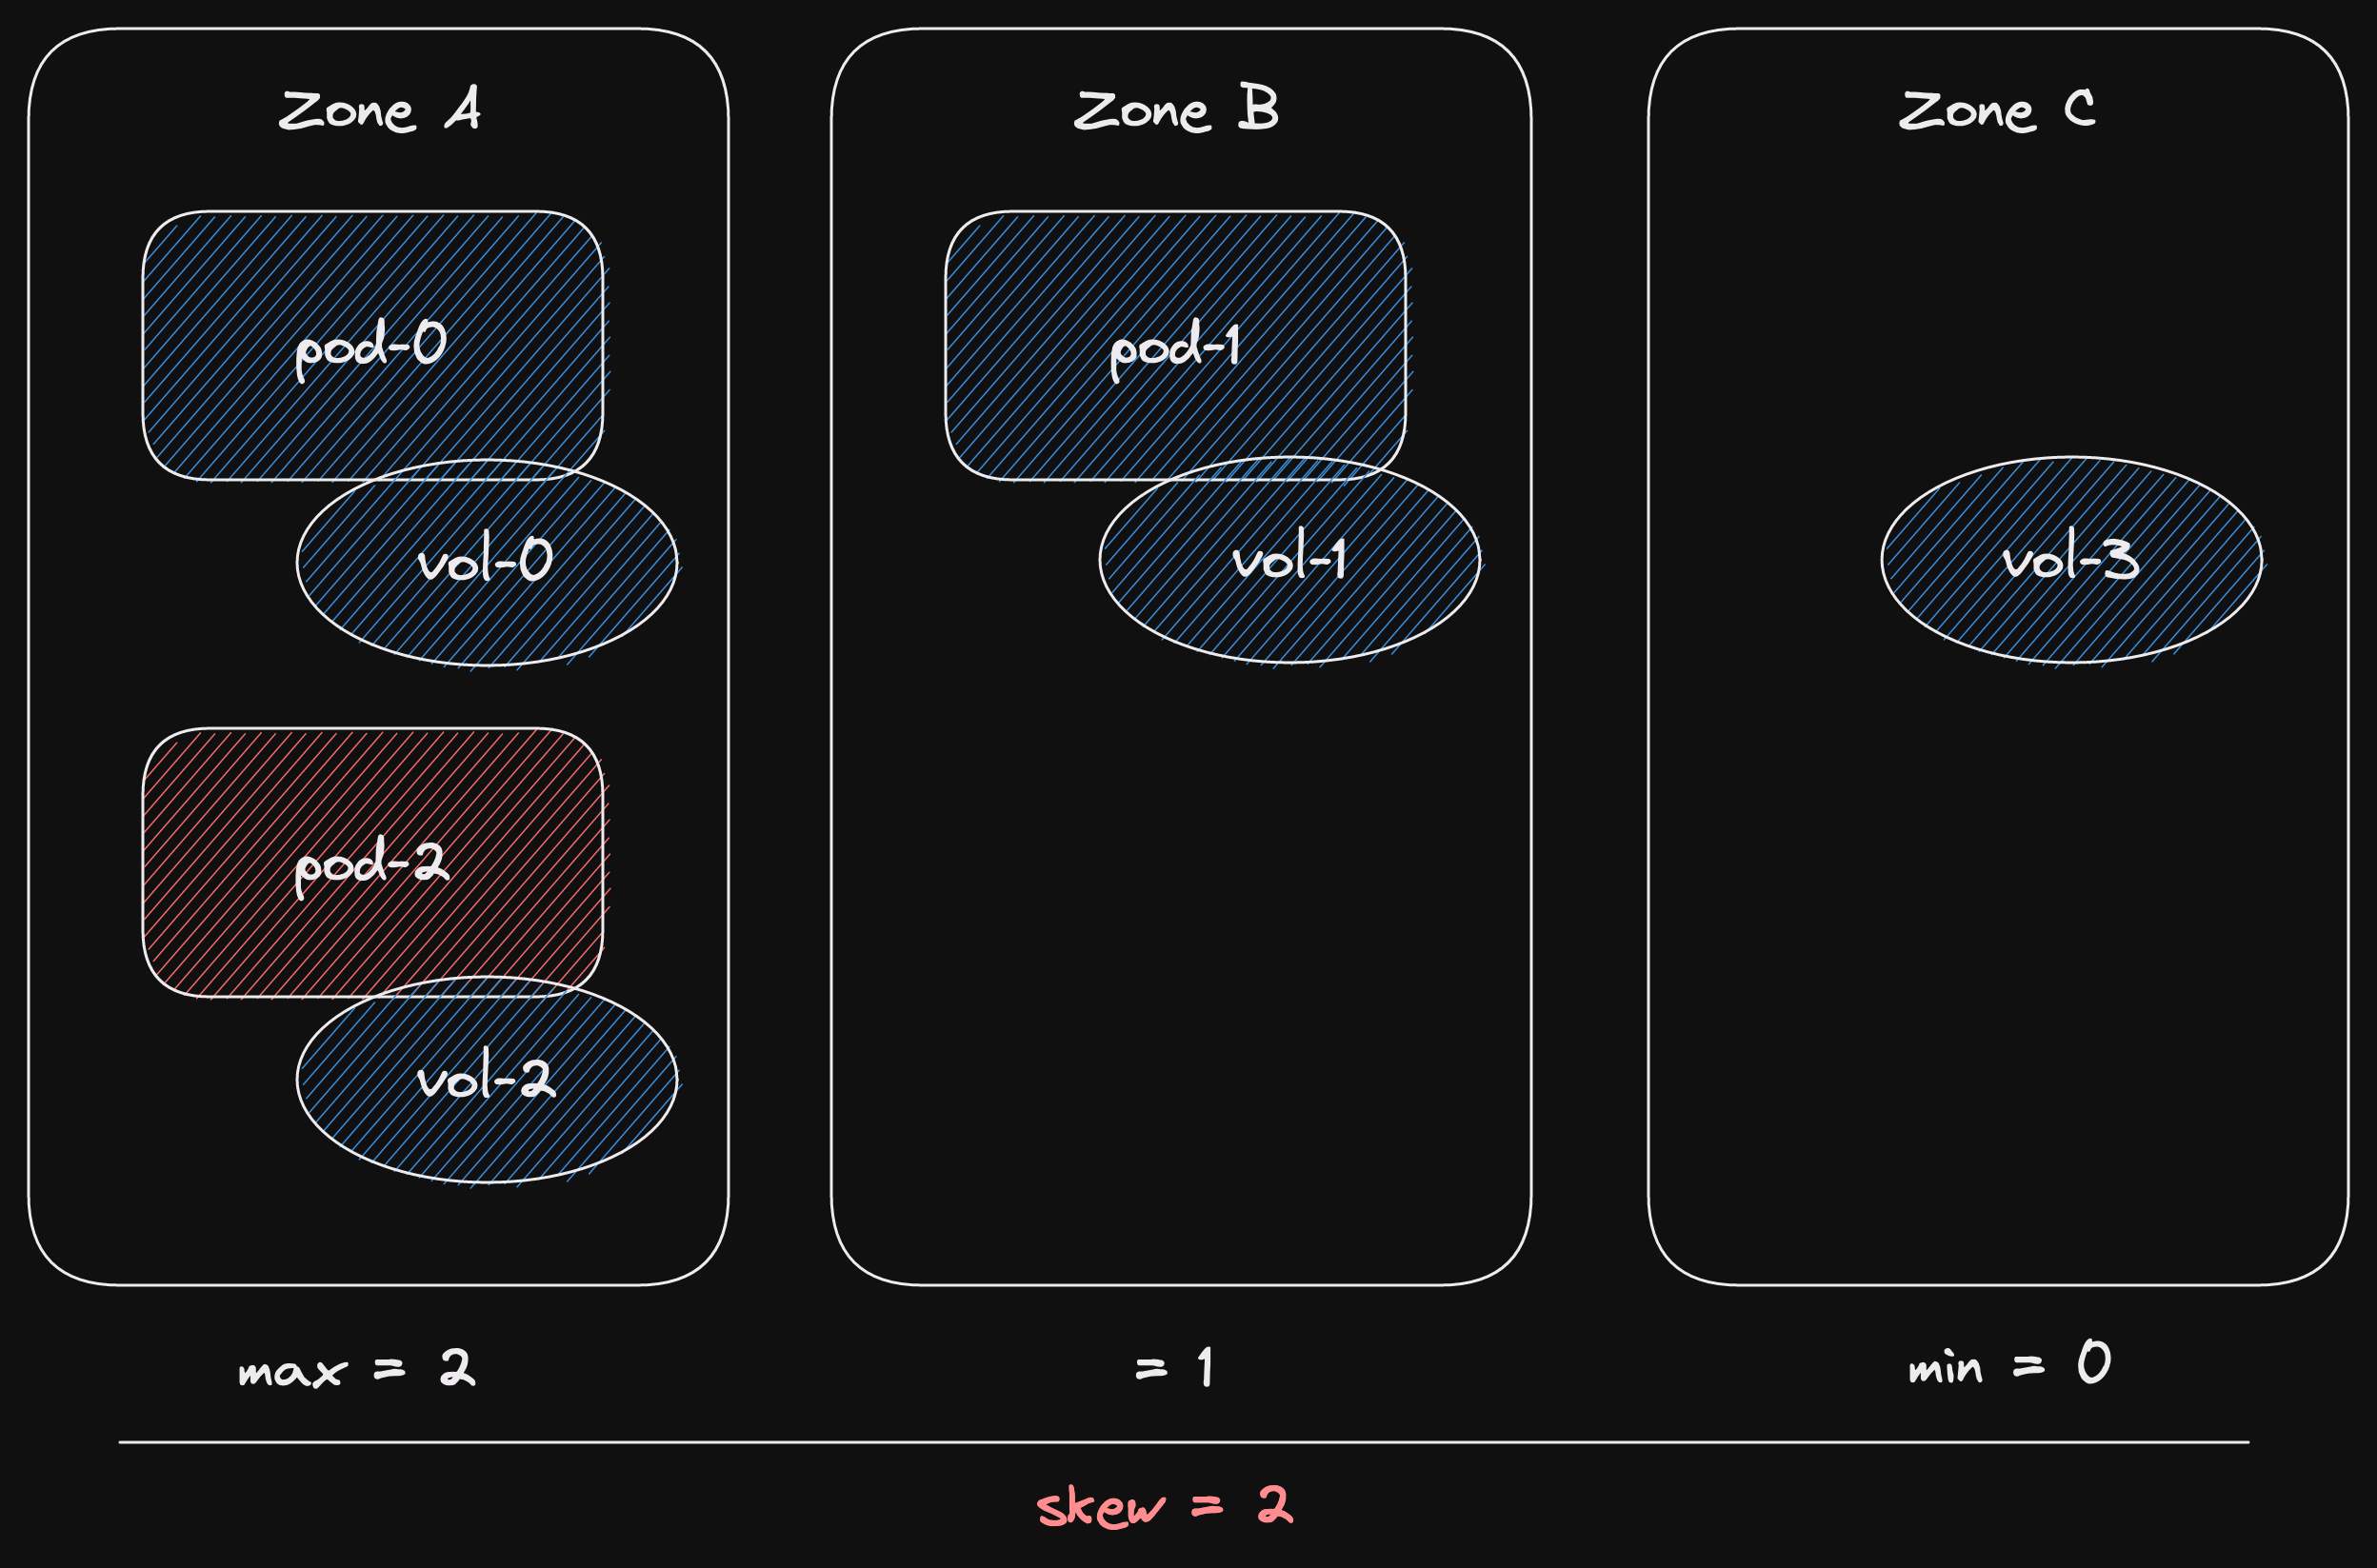 Zone A
pod-0
vol-0
pod-2
vol-2
max = 2
Zone B
pod-1
vol-1
= 1
Zone C
vol-3
min = 0
skew = 2